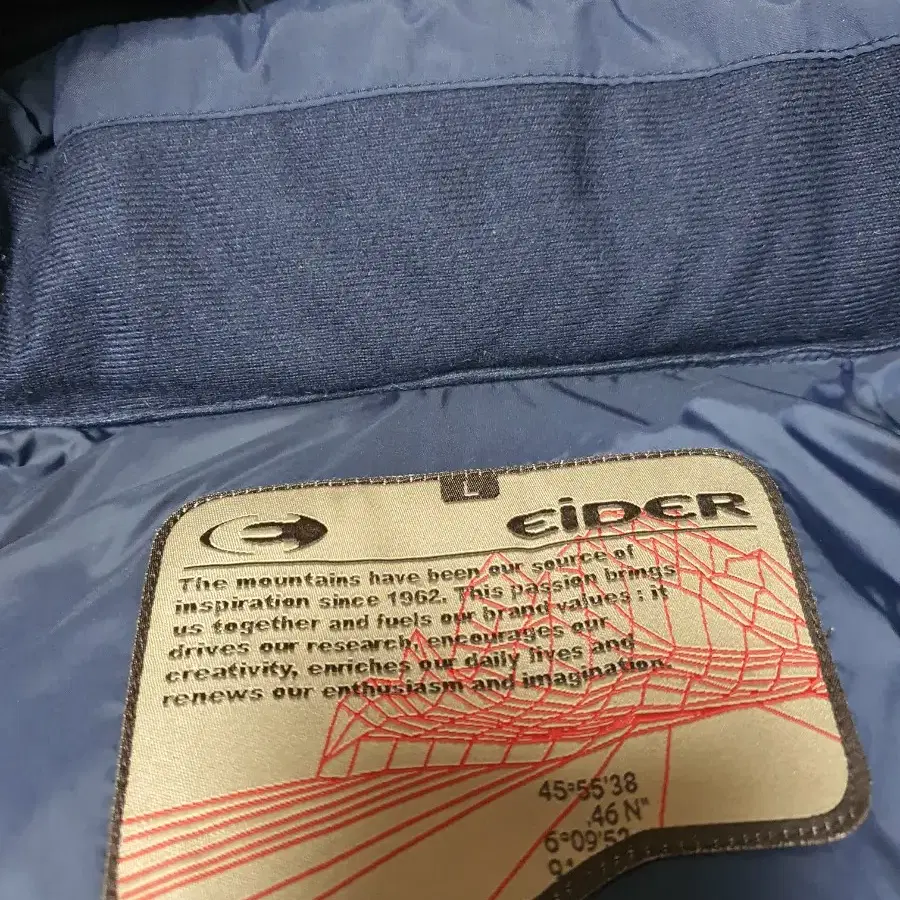 L
EiDER
The mountains have been our source of
inspiration since 1962. This passion brings
us together and fuels our brand values : it
drives our research, encourages our
creativity, enriches our daily lives and
renews our enthusiasm and imagination.
45°55'38
.46 N"
6°09'52